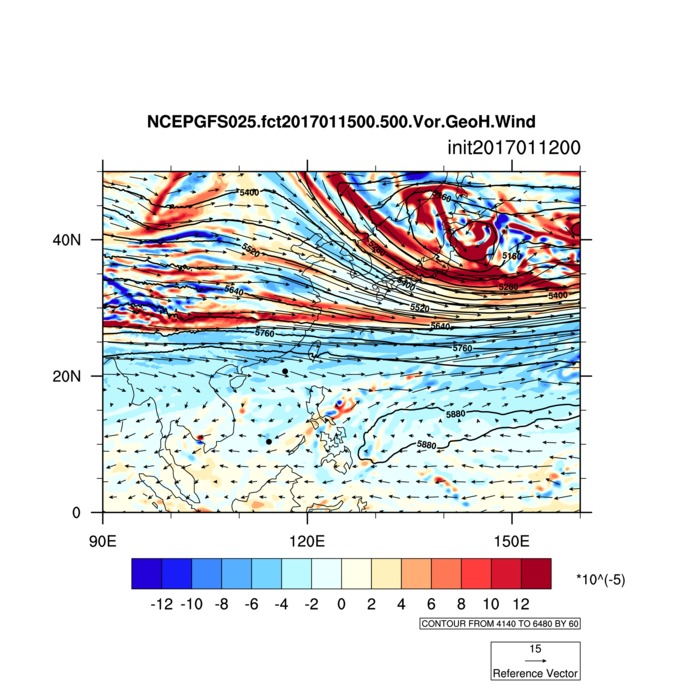 NCEPGFS025.fct2017011500.500.Vor.GeoH.Wind
init2017011200
5400
5520
5640
5760
5160
5280
5400
5520
5640
5760
5880
5880
40N
20N
0
90E 120E 150E
-12 -10 -8 -6 -4 -2 0 2 4 6 8 10 12
*10^(-5)
CONTOUR FROM 4140 TO 6480 BY 60
15
Reference Vector